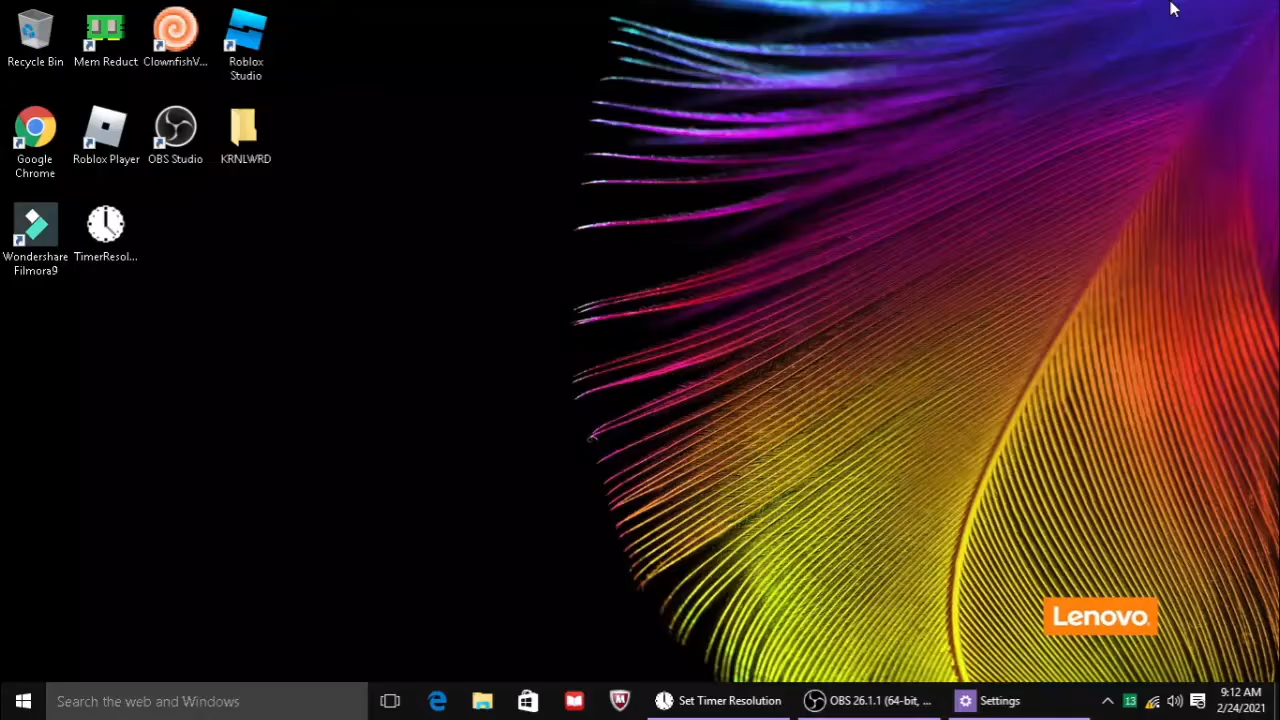 Recycle Bin
Mem Reduct
ClownfishV...
Roblox
Studio
Google
Chrome
Roblox Player
OBS Studio
KRNLWRD
Wondershare
Filmora9
TimerResol...
Lenovo
Search the web and Windows
Set Timer Resolution
OBS 26.1.1 (64-bit, ...
Settings
13
9:12 AM
2/24/2021